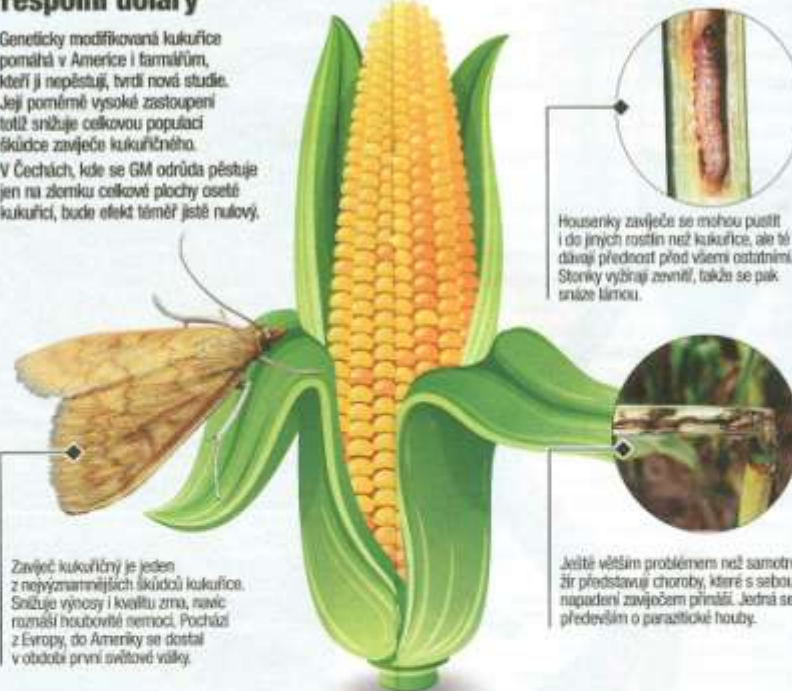 respolní dolary
Geneticky modifikovaná kukuřice
pomáhá v Americe i farmářům,
kteří ji nepěstují, tvrdí nová studie.
Její poměrně vysoké zastoupení
totiž snižuje celkovou populaci
škůdce zavíječe kukuřičného.
V Čechách, kde se GM odrůda pěstuje
jen na zlomku celkové plochy oseté
kukuřicí, bude efekt téměř jistě nulový.
Housenky zavíječe se mohou pustit
i do jiných rostlin než kukuřice, ale té
dávají přednost před všemi ostatními.
Stonky vyžírají zevnitř, takže se pak
snáze lámou.
Zavíječ kukuřičný je jeden
z nejvýznamnějších škůdců kukuřice.
Snižuje výnosy i kvalitu zrna, navíc
roznáší houbovité nemoci. Pochází
z Evropy, do Ameriky se dostal
v období první světové války.
Ještě větším problémem než samotn
žír představují choroby, které s sebou
napadení zavíječem přináší. Jedná se
především o parazitické houby.